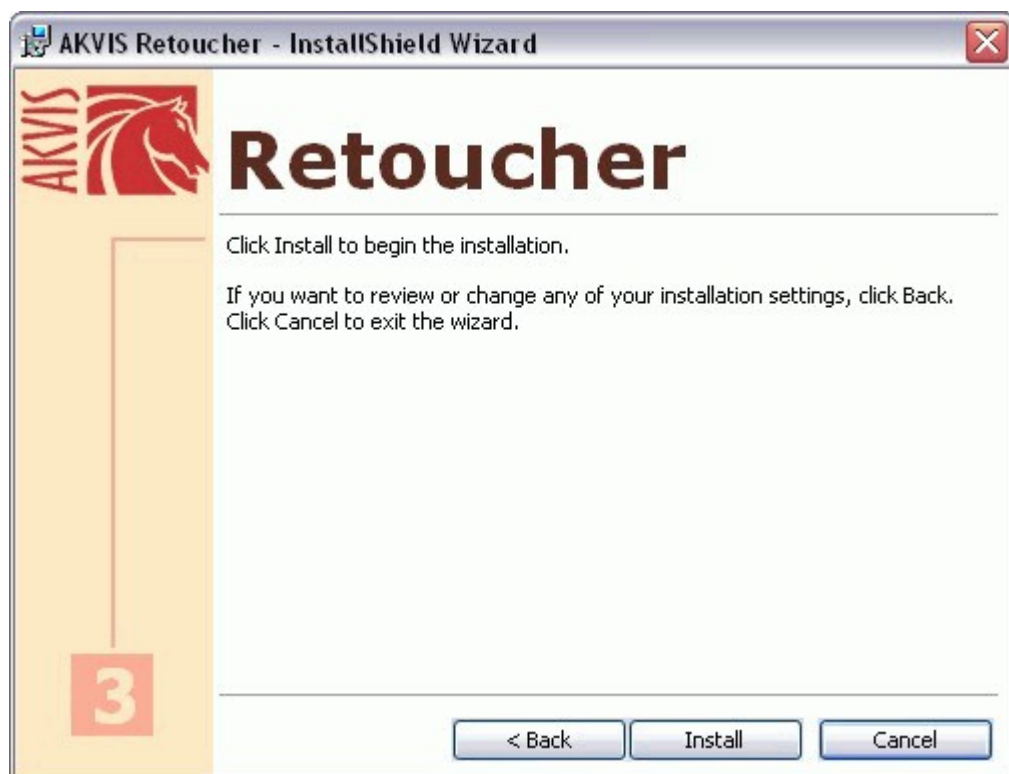 AKVIS Retoucher - InstallShield Wizard
AKVIS
Retoucher
Click Install to begin the installation.
If you want to review or change any of your installation settings, click Back.
Click Cancel to exit the wizard.
3
< Back
Install
Cancel